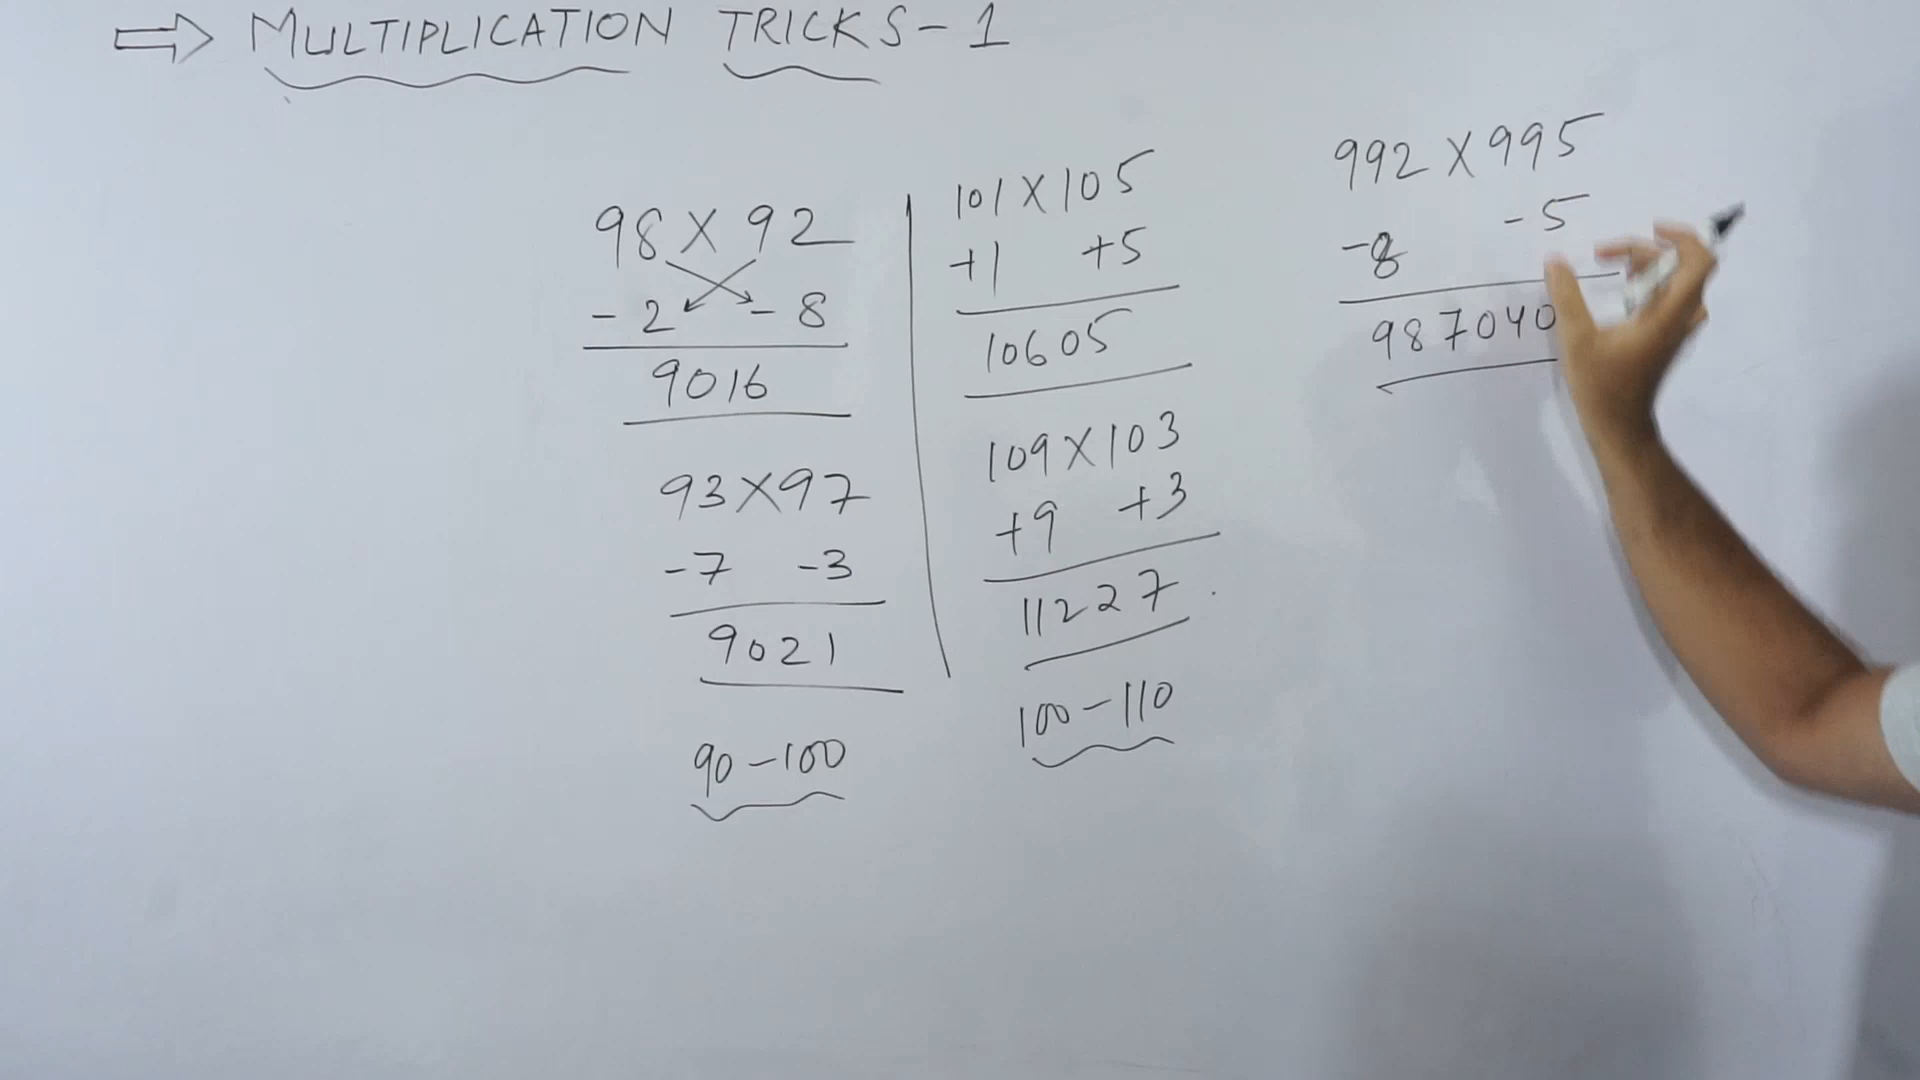 ⇒ MULTIPLICATION TRICKS-1
98 X 92
- 2 - 8
9016
93 X 97
-7 -3
9021
90-100
101 X 105
+1 +5
10605
109 X 103
+9 +3
11227
100-110
992 X 995
-8 -5
987040